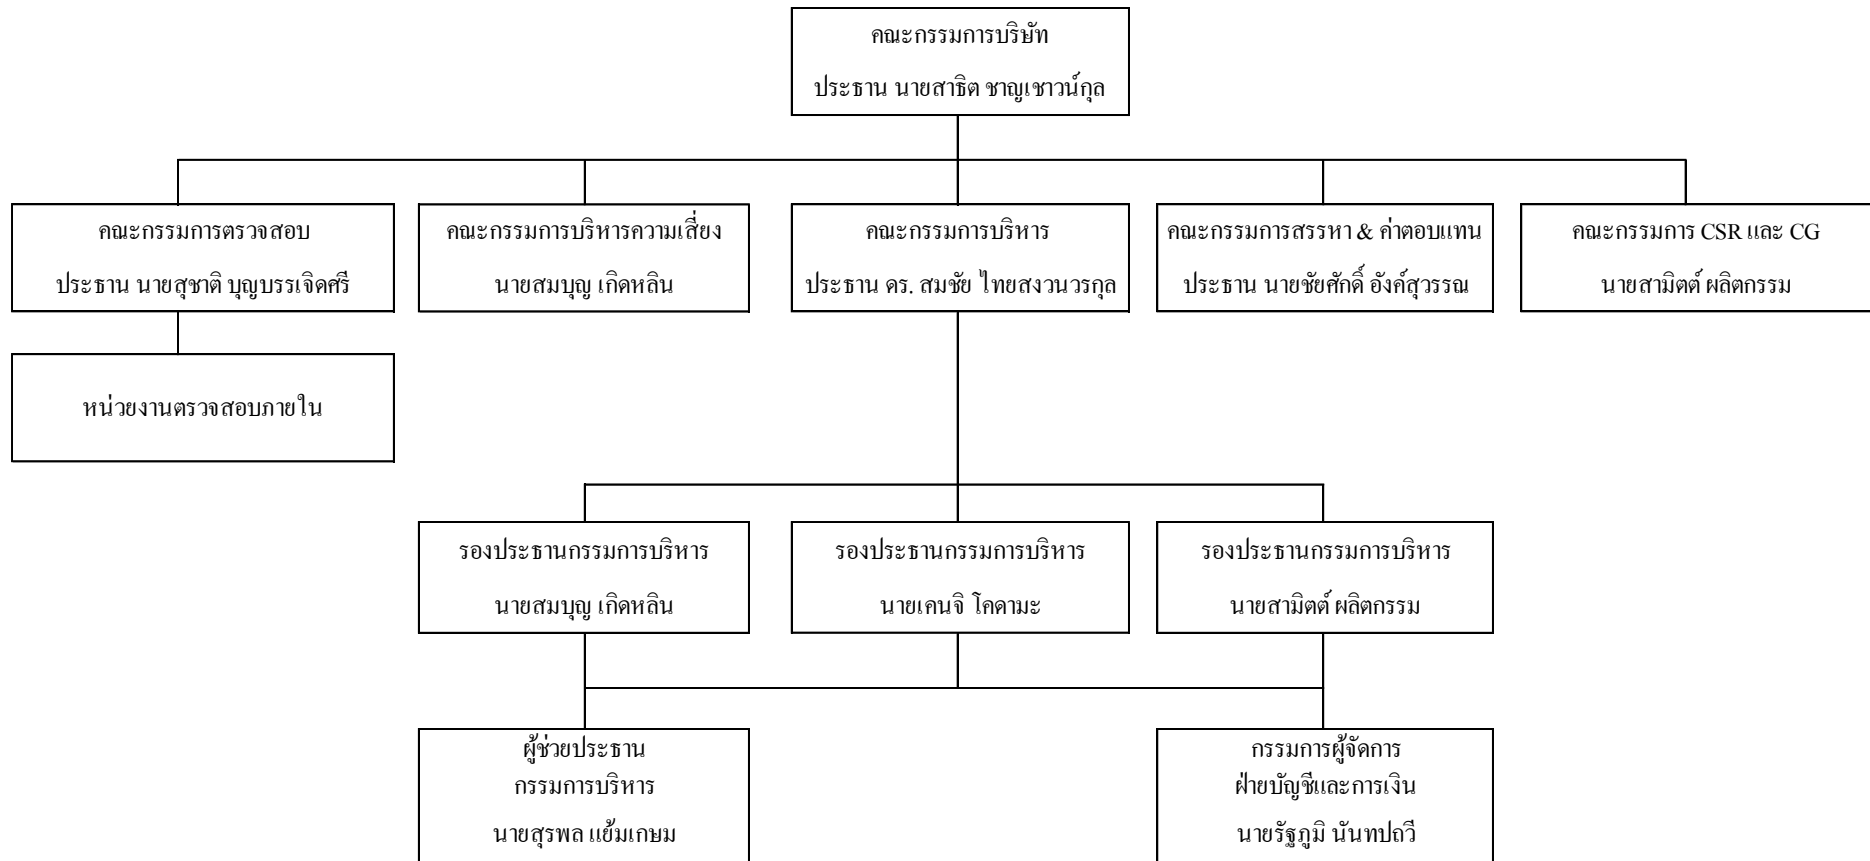 คณะกรรมการบริษัท
ประธาน นายสาธิต ชาญเชาวน์กุล
คณะกรรมการตรวจสอบ
ประธาน นายสุชาติ บุญบรรเจิดศรี
คณะกรรมการบริหารความเสี่ยง
นายสมบุญ เกิดหลิน
คณะกรรมการบริหาร
ประธาน ดร. สมชัย ไทยสงวนวรกุล
คณะกรรมการสรรหา & ค่าตอบแทน
ประธาน นายชัยศักดิ์ อังค์สุวรรณ
คณะกรรมการ CSR และ CG
นายสามิตต์ ผลิตกรรม
หน่วยงานตรวจสอบภายใน
รองประธานกรรมการบริหาร
นายสมบุญ เกิดหลิน
รองประธานกรรมการบริหาร
นายเคนจิ โคดามะ
รองประธานกรรมการบริหาร
นายสามิตต์ ผลิตกรรม
ผู้ช่วยประธาน
กรรมการบริหาร
นายสุรพล แย้มเกษม
กรรมการผู้จัดการ
ฝ่ายบัญชีและการเงิน
นายรัฐภูมิ นันทปถวี